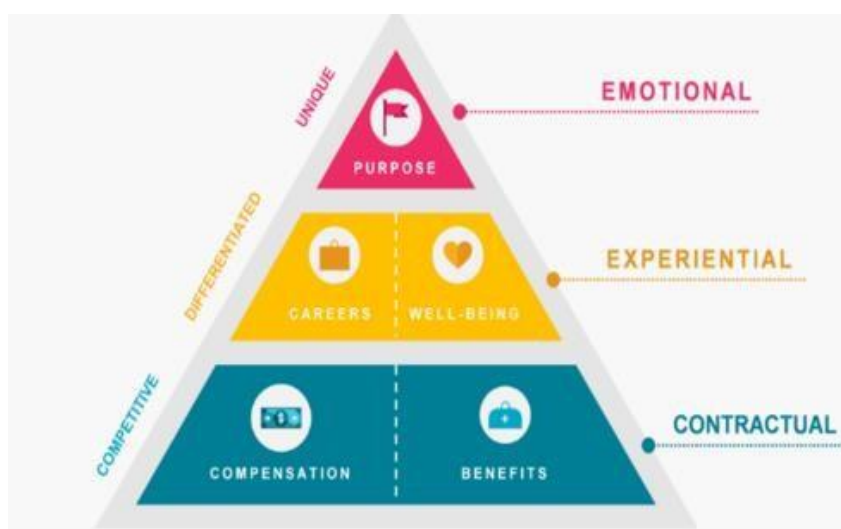 UNIQUE
EMOTIONAL
PURPOSE
DIFFERENTIATED
EXPERIENTIAL
CAREERS
WELL-BEING
COMPETITIVE
CONTRACTUAL
$
COMPENSATION
BENEFITS